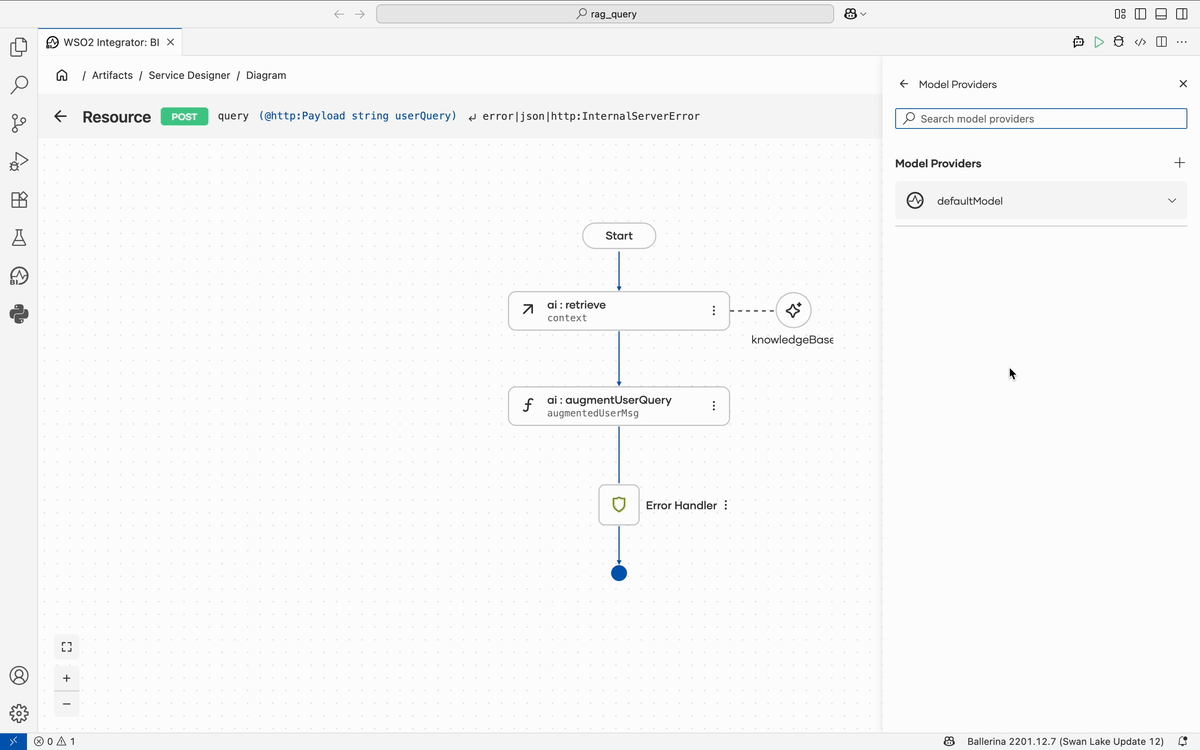 rag_query
WSO2 Integrator: BI
/ Artifacts / Service Designer / Diagram
Resource POST query (@http:Payload string userQuery) error|json|http:InternalServerError
Start
ai : retrieve
context
knowledgeBase
ai : augmentUserQuery
augmentedUserMsg
Error Handler
Model Providers
Search model providers
Model Providers
defaultModel
BI
0 1
Ballerina 2201.12.7 (Swan Lake Update 12)